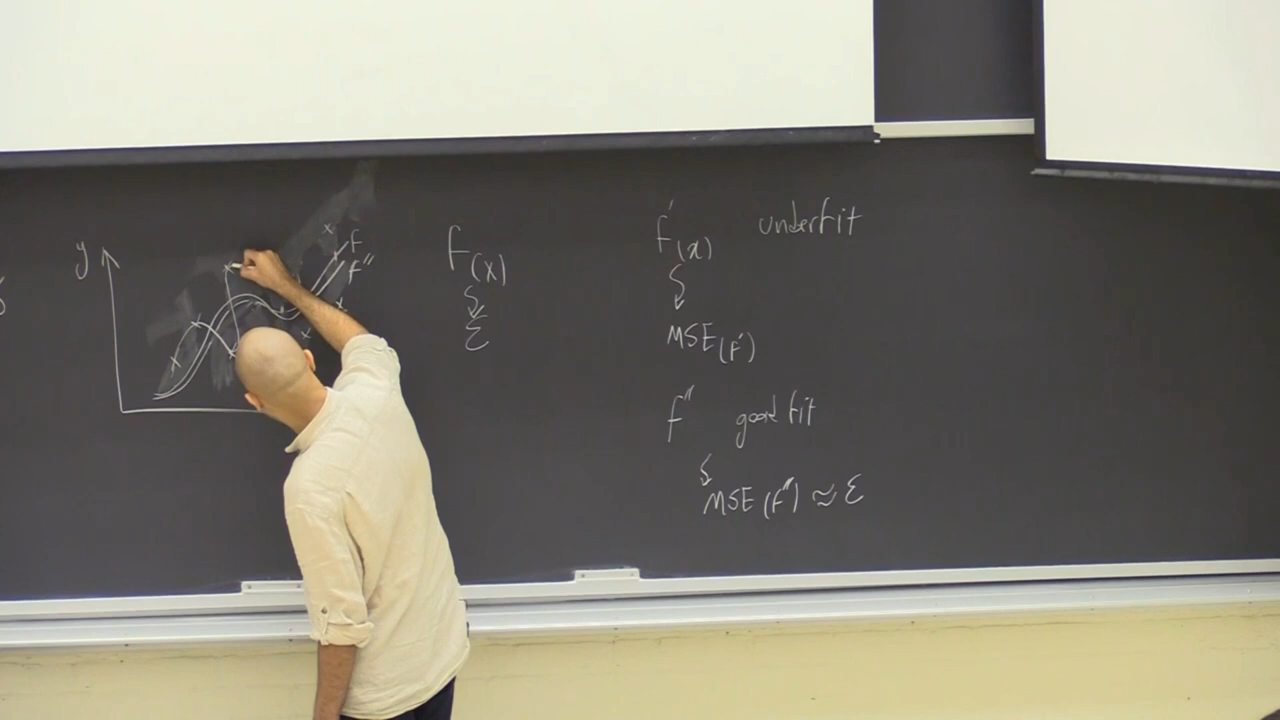 y
f
f"
f(x)
ε
f'(x) underfit
MSE(f')
f" good fit
MSE(f") ≈ ε